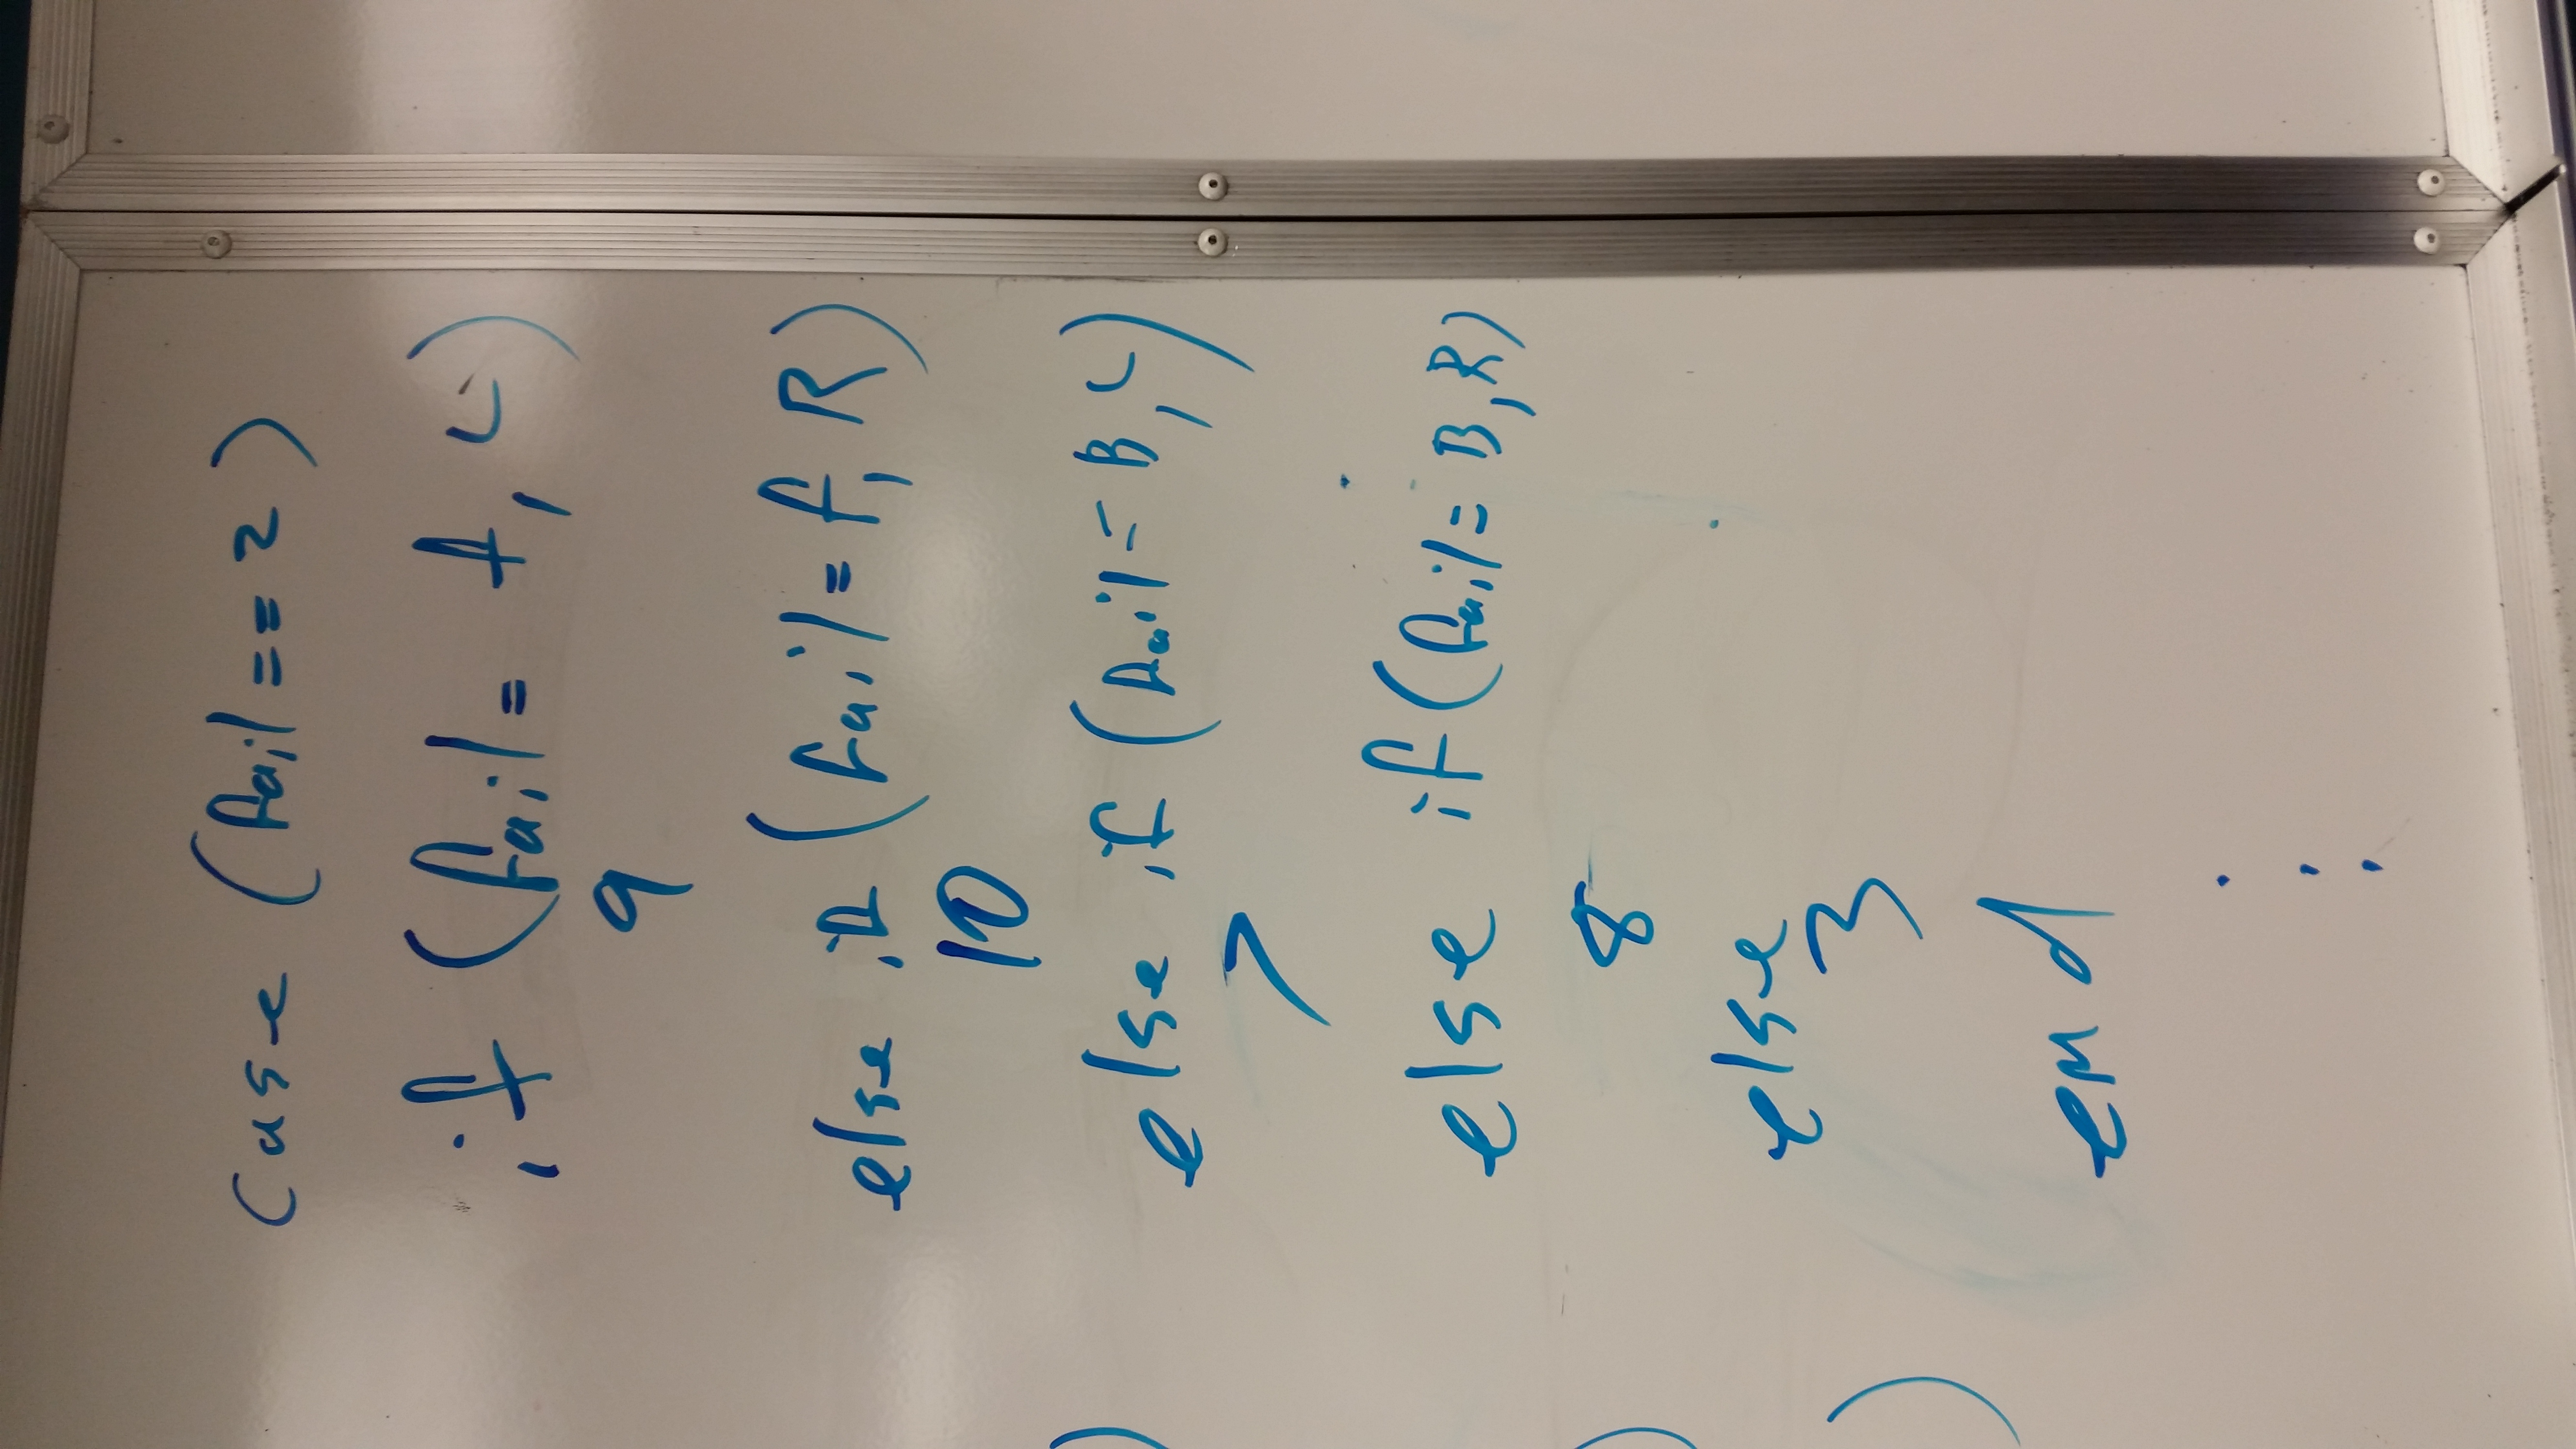 case (fail == 2)
if (fail = f, L)
9
else if (fail = f, R)
10
else if (fail = B, L)
7
else if (fail = B, R)
8
else
3
end